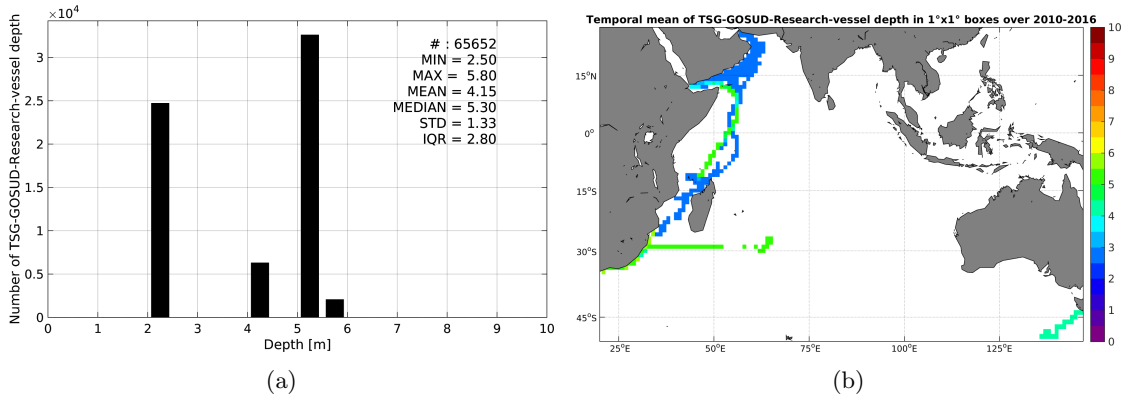 ×10⁴
Number of TSG-GOSUD-Research-vessel depth
3
2.5
2
1.5
1
0.5
0
# : 65652
MIN = 2.50
MAX = 5.80
MEAN = 4.15
MEDIAN = 5.30
STD = 1.33
IQR = 2.80
0 1 2 3 4 5 6 7 8 9 10
Depth [m]
(a)
Temporal mean of TSG-GOSUD-Research-vessel depth in 1°x1° boxes over 2010-2016
15°N
0°
15°S
30°S
45°S
25°E 50°E 75°E 100°E 125°E
10
9
8
7
6
5
4
3
2
1
0
(b)